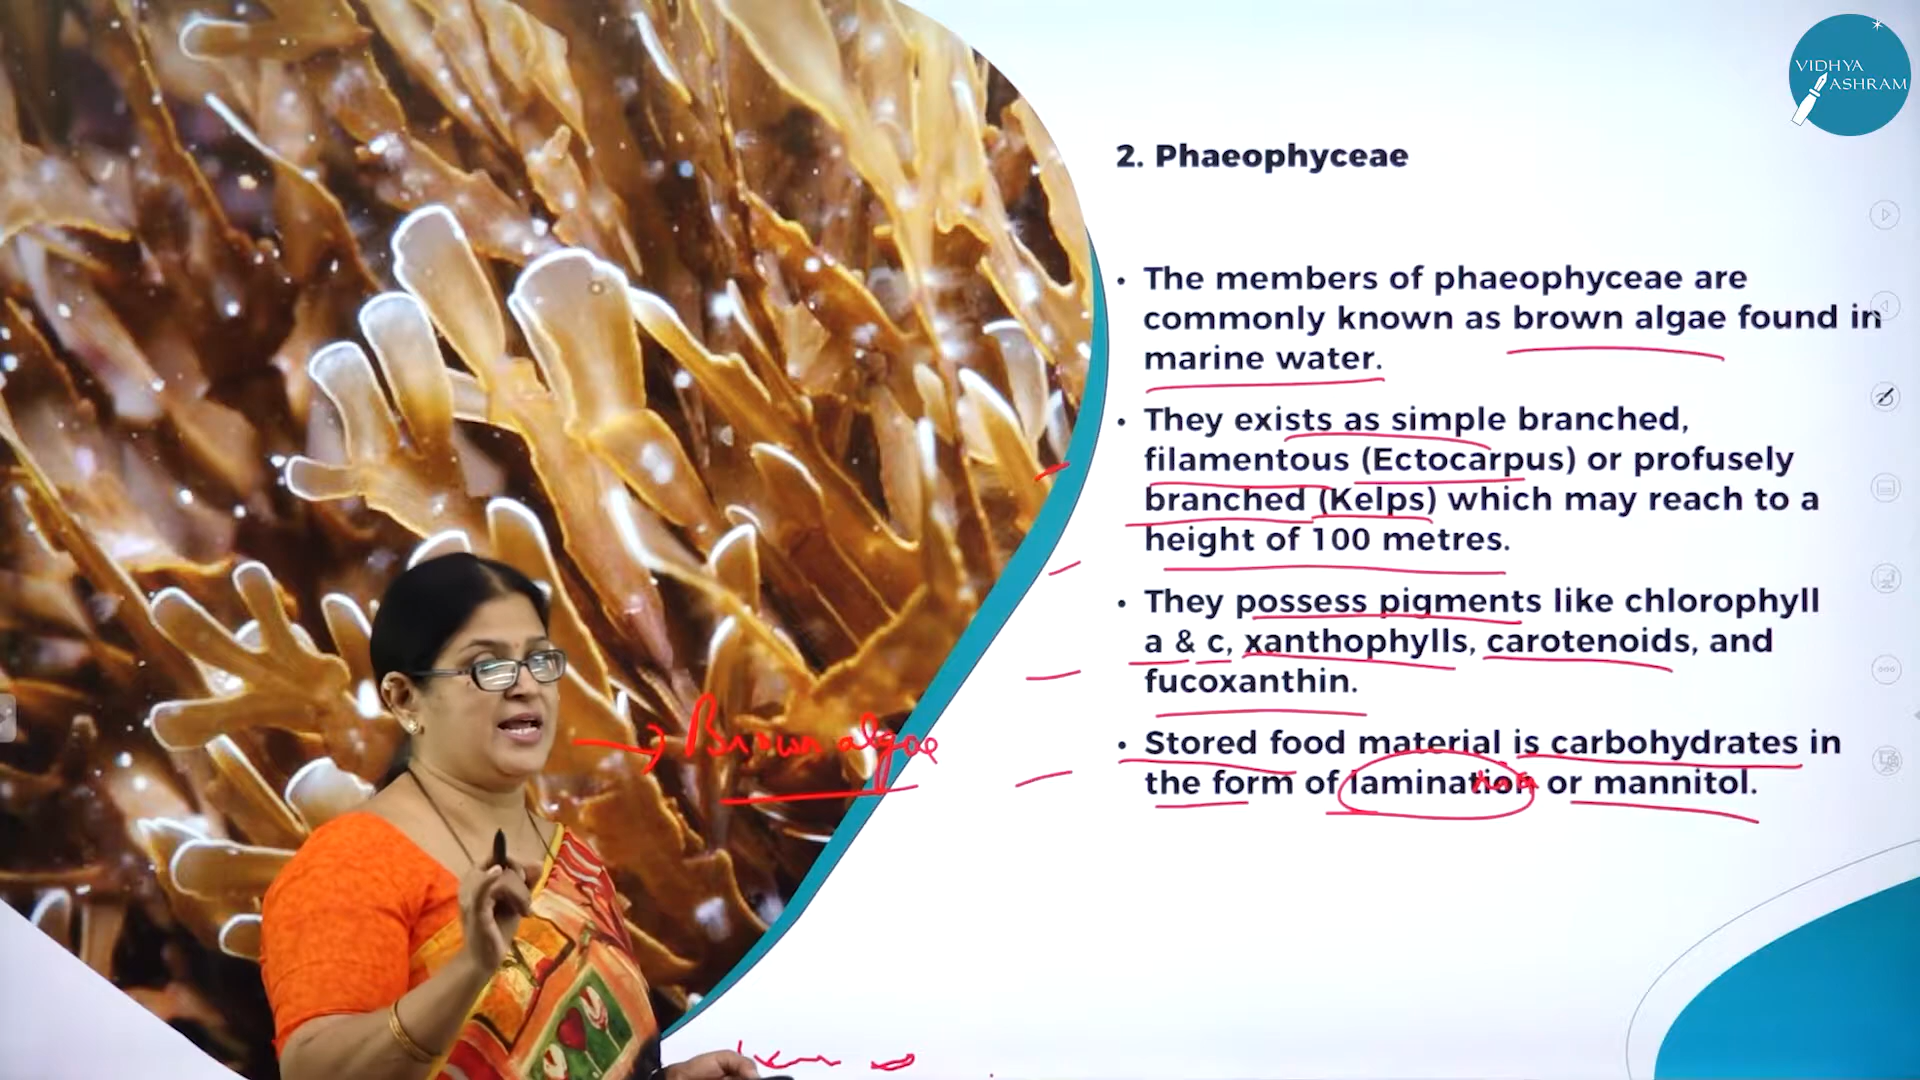 VIDHYA
ASHRAM
2. Phaeophyceae
• The members of phaeophyceae are
commonly known as brown algae found in
marine water.
• They exists as simple branched,
filamentous (Ectocarpus) or profusely
branched (Kelps) which may reach to a
height of 100 metres.
• They possess pigments like chlorophyll
a & c, xanthophylls, carotenoids, and
fucoxanthin.
• Stored food material is carbohydrates in
the form of lamination or mannitol.
→ Brown algae